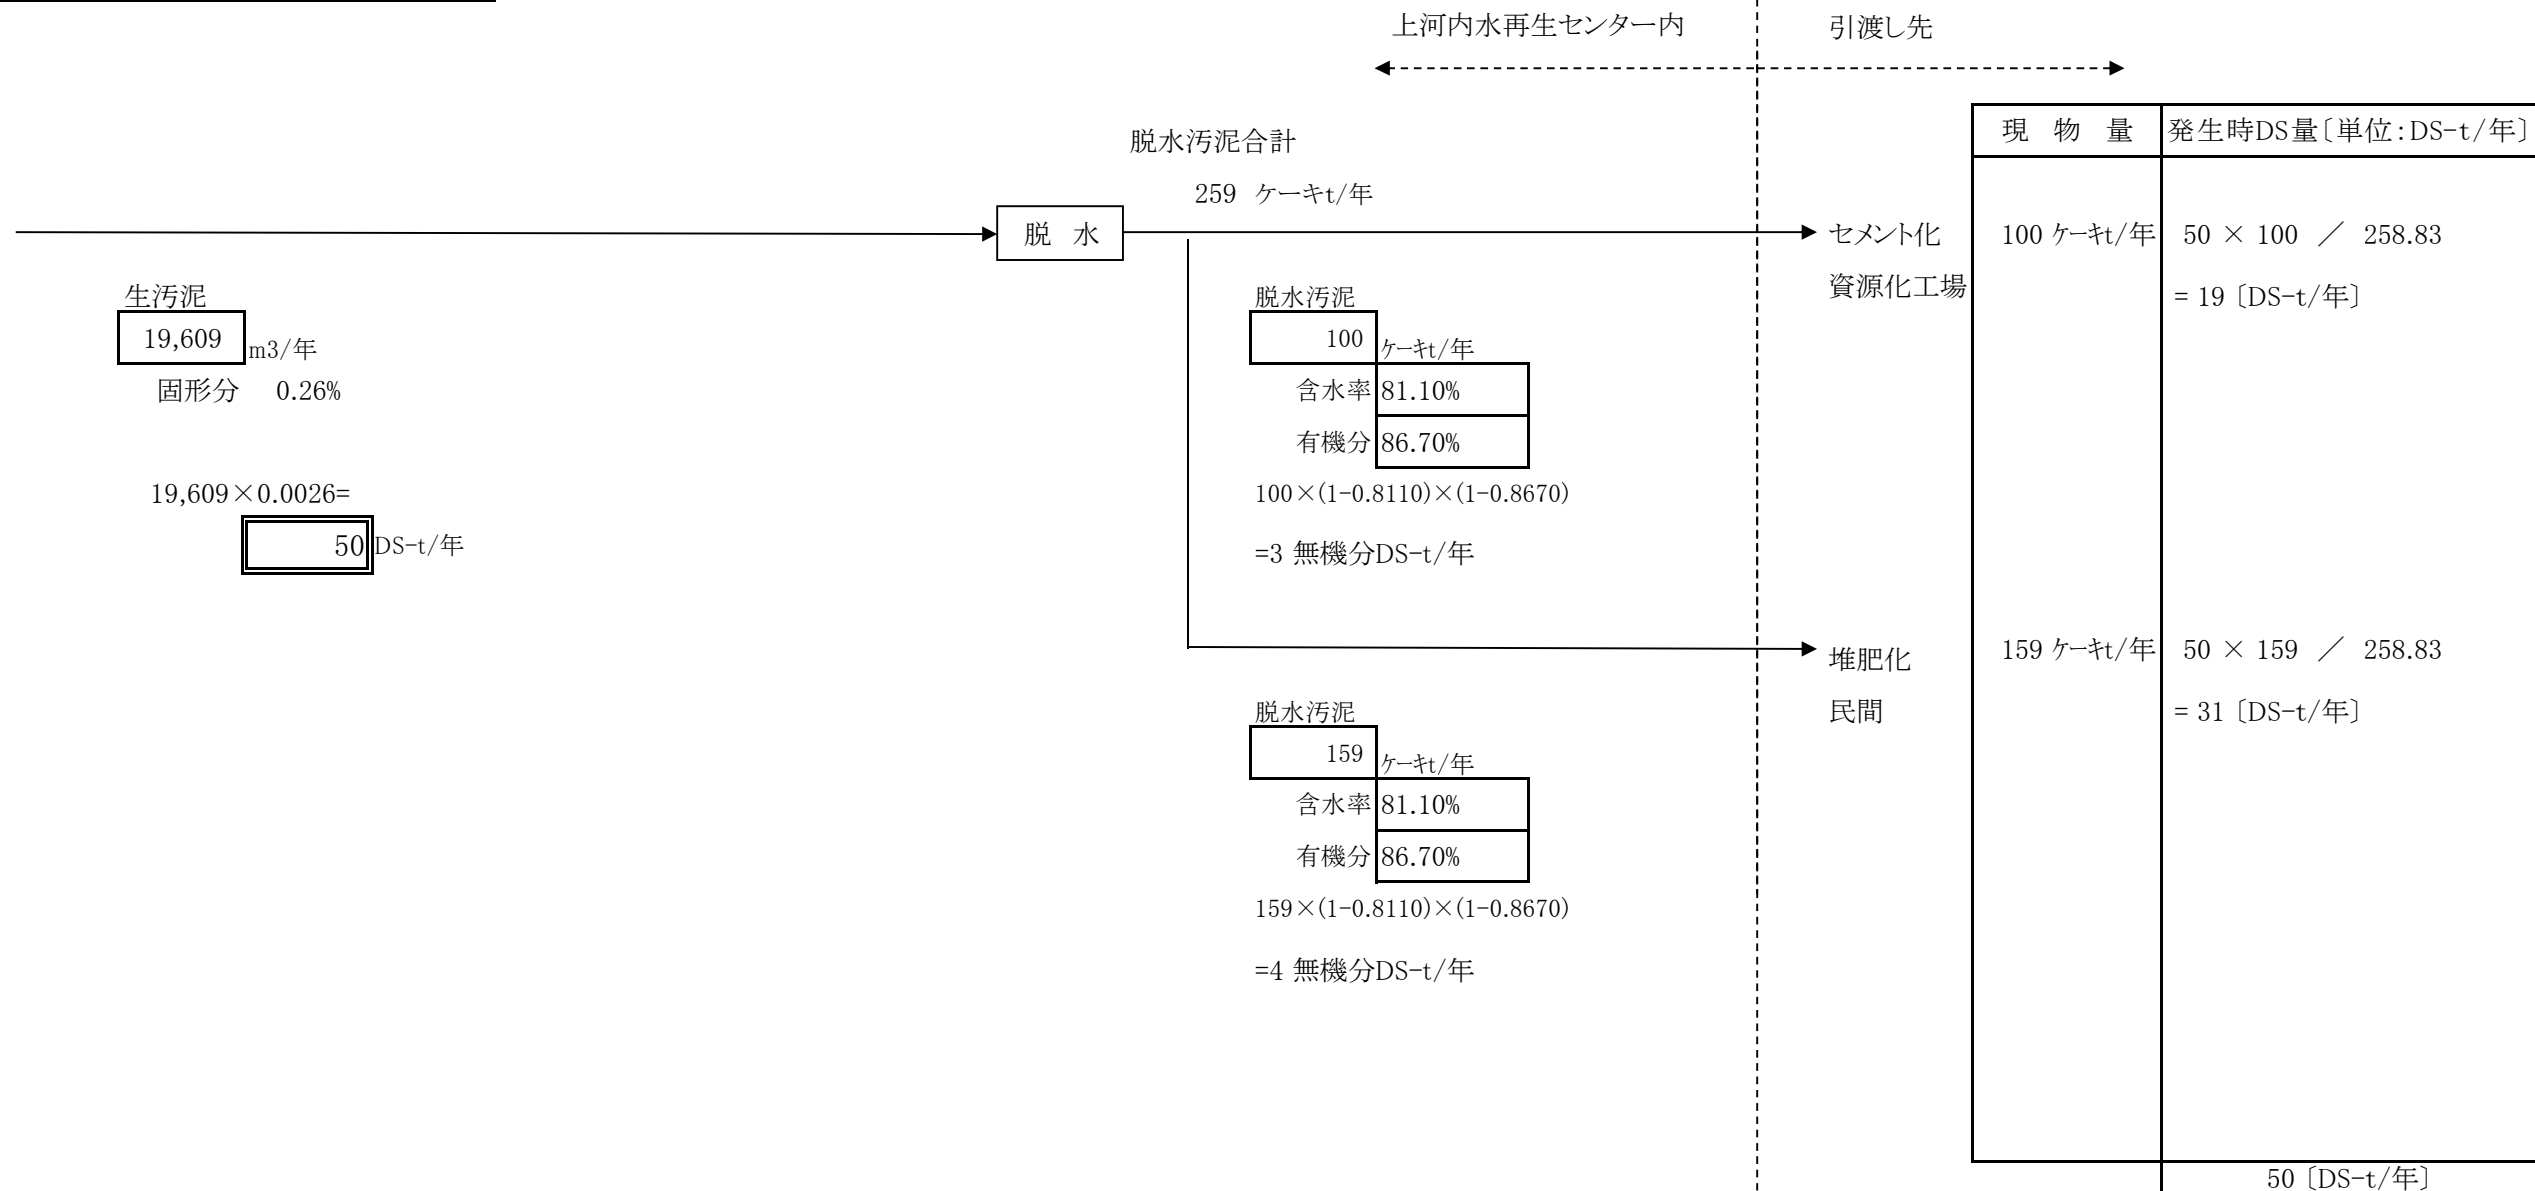 上河内水再生センター内
引渡し先
脱水汚泥合計
259 ケーキt/年
脱 水
生汚泥
19,609 m3/年
固形分 0.26%
19,609×0.0026=
50 DS-t/年
脱水汚泥
100 ケーキt/年
含水率 81.10%
有機分 86.70%
100×(1-0.8110)×(1-0.8670)
=3 無機分DS-t/年
脱水汚泥
159 ケーキt/年
含水率 81.10%
有機分 86.70%
159×(1-0.8110)×(1-0.8670)
=4 無機分DS-t/年
セメント化
資源化工場
堆肥化
民間
現 物 量 発生時DS量〔単位:DS-t/年〕
100 ケーキt/年 50 × 100 ／ 258.83
= 19 〔DS-t/年〕
159 ケーキt/年 50 × 159 ／ 258.83
= 31 〔DS-t/年〕
50 〔DS-t/年〕